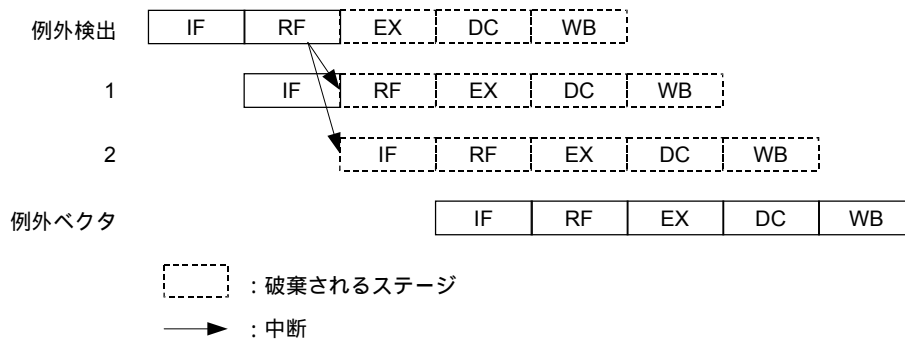 例外検出 IF RF EX DC WB
1 IF RF EX DC WB
2 IF RF EX DC WB
例外ベクタ IF RF EX DC WB
：破棄されるステージ
：中断